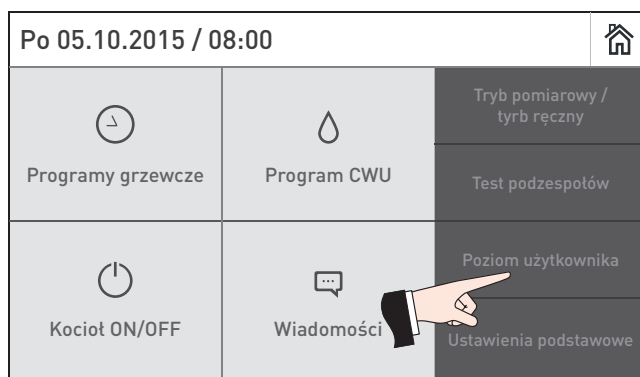 Po 05.10.2015 / 08:00
Programy grzewcze
Program CWU
Tryb pomiarowy /
tyrb ręczny
Test podzespołów
Kocioł ON/OFF
Wiadomości
Poziom użytkownika
Ustawienia podstawowe